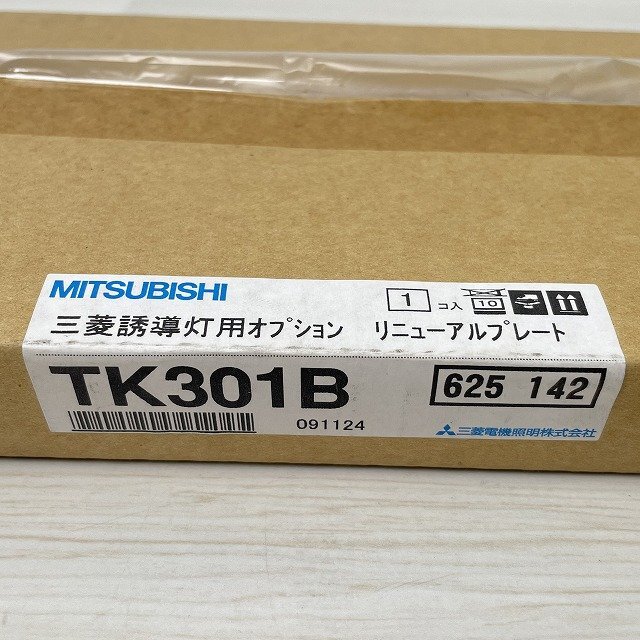 MITSUBISHI
1 コ入 10
三菱誘導灯用オプション リニューアルプレート
TK301B 625 142
091124
三菱電機照明株式会社